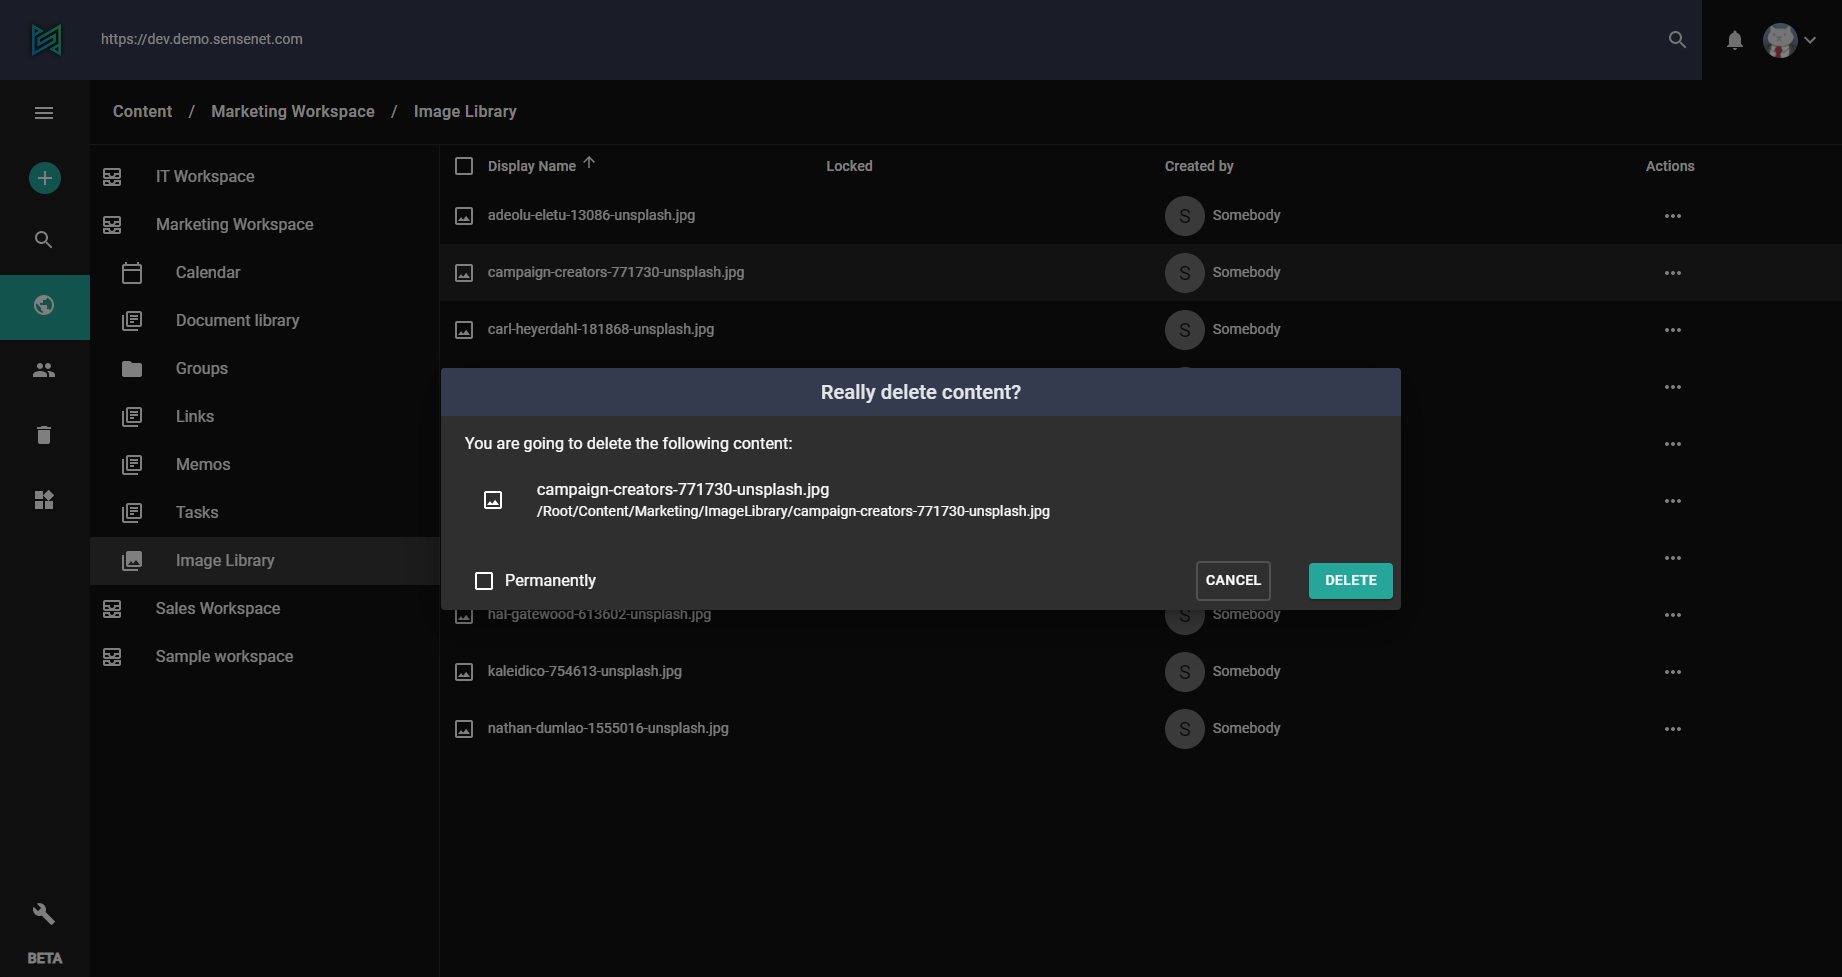 https://dev.demo.sensenet.com
Content / Marketing Workspace / Image Library
IT Workspace
Marketing Workspace
Calendar
Document library
Groups
Links
Memos
Tasks
Image Library
Sales Workspace
Sample workspace
BETA
Display Name Locked Created by Actions
adeolu-eletu-13086-unsplash.jpg S Somebody
campaign-creators-771730-unsplash.jpg S Somebody
carl-heyerdahl-181868-unsplash.jpg S Somebody
Really delete content?
You are going to delete the following content:
campaign-creators-771730-unsplash.jpg
/Root/Content/Marketing/ImageLibrary/campaign-creators-771730-unsplash.jpg
Permanently CANCEL DELETE
hal-gatewood-613602-unsplash.jpg S Somebody
kaleidico-754613-unsplash.jpg S Somebody
nathan-dumlao-1555016-unsplash.jpg S Somebody